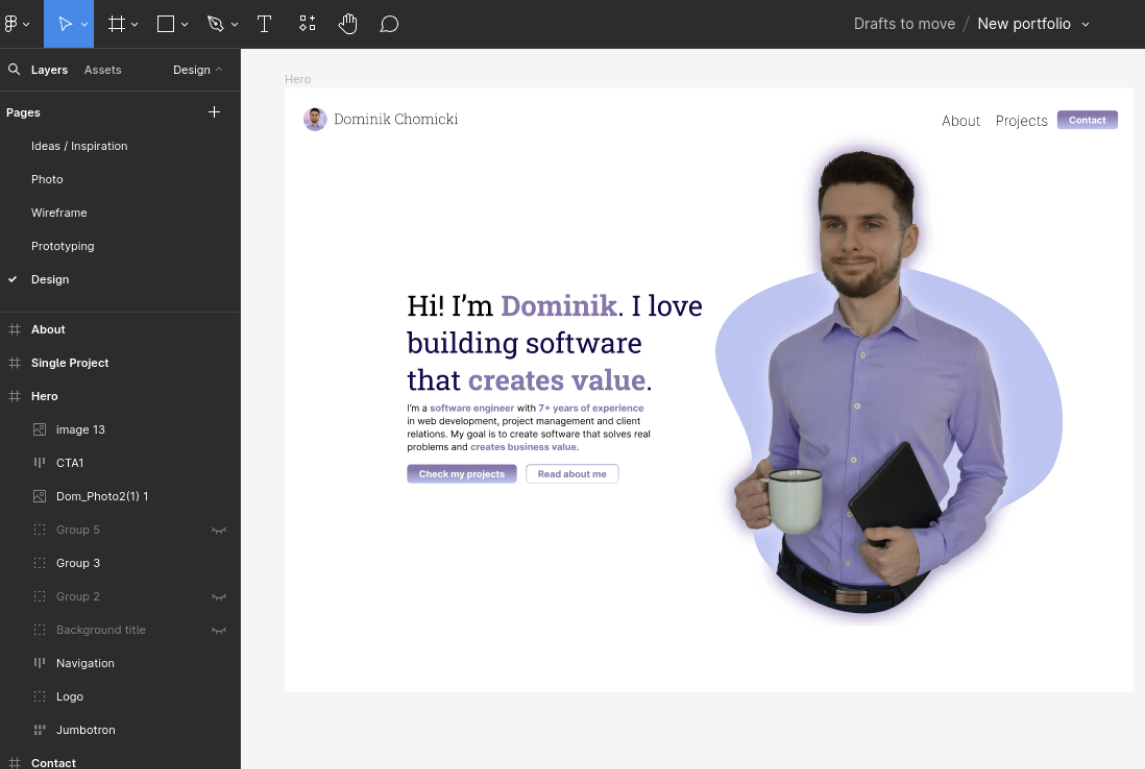 Drafts to move / New portfolio
Layers Assets Design
Pages
Ideas / Inspiration
Photo
Wireframe
Prototyping
Design
About
Single Project
Hero
image 13
CTA1
Dom_Photo2(1) 1
Group 5
Group 3
Group 2
Background title
Navigation
Logo
Jumbotron
Contact
Hero
Dominik Chomicki
About Projects Contact
Hi! I’m Dominik. I love
building software
that creates value.
I'm a software engineer with 7+ years of experience
in web development, project management and client
relations. My goal is to create software that solves real
problems and creates business value.
Check my projects Read about me